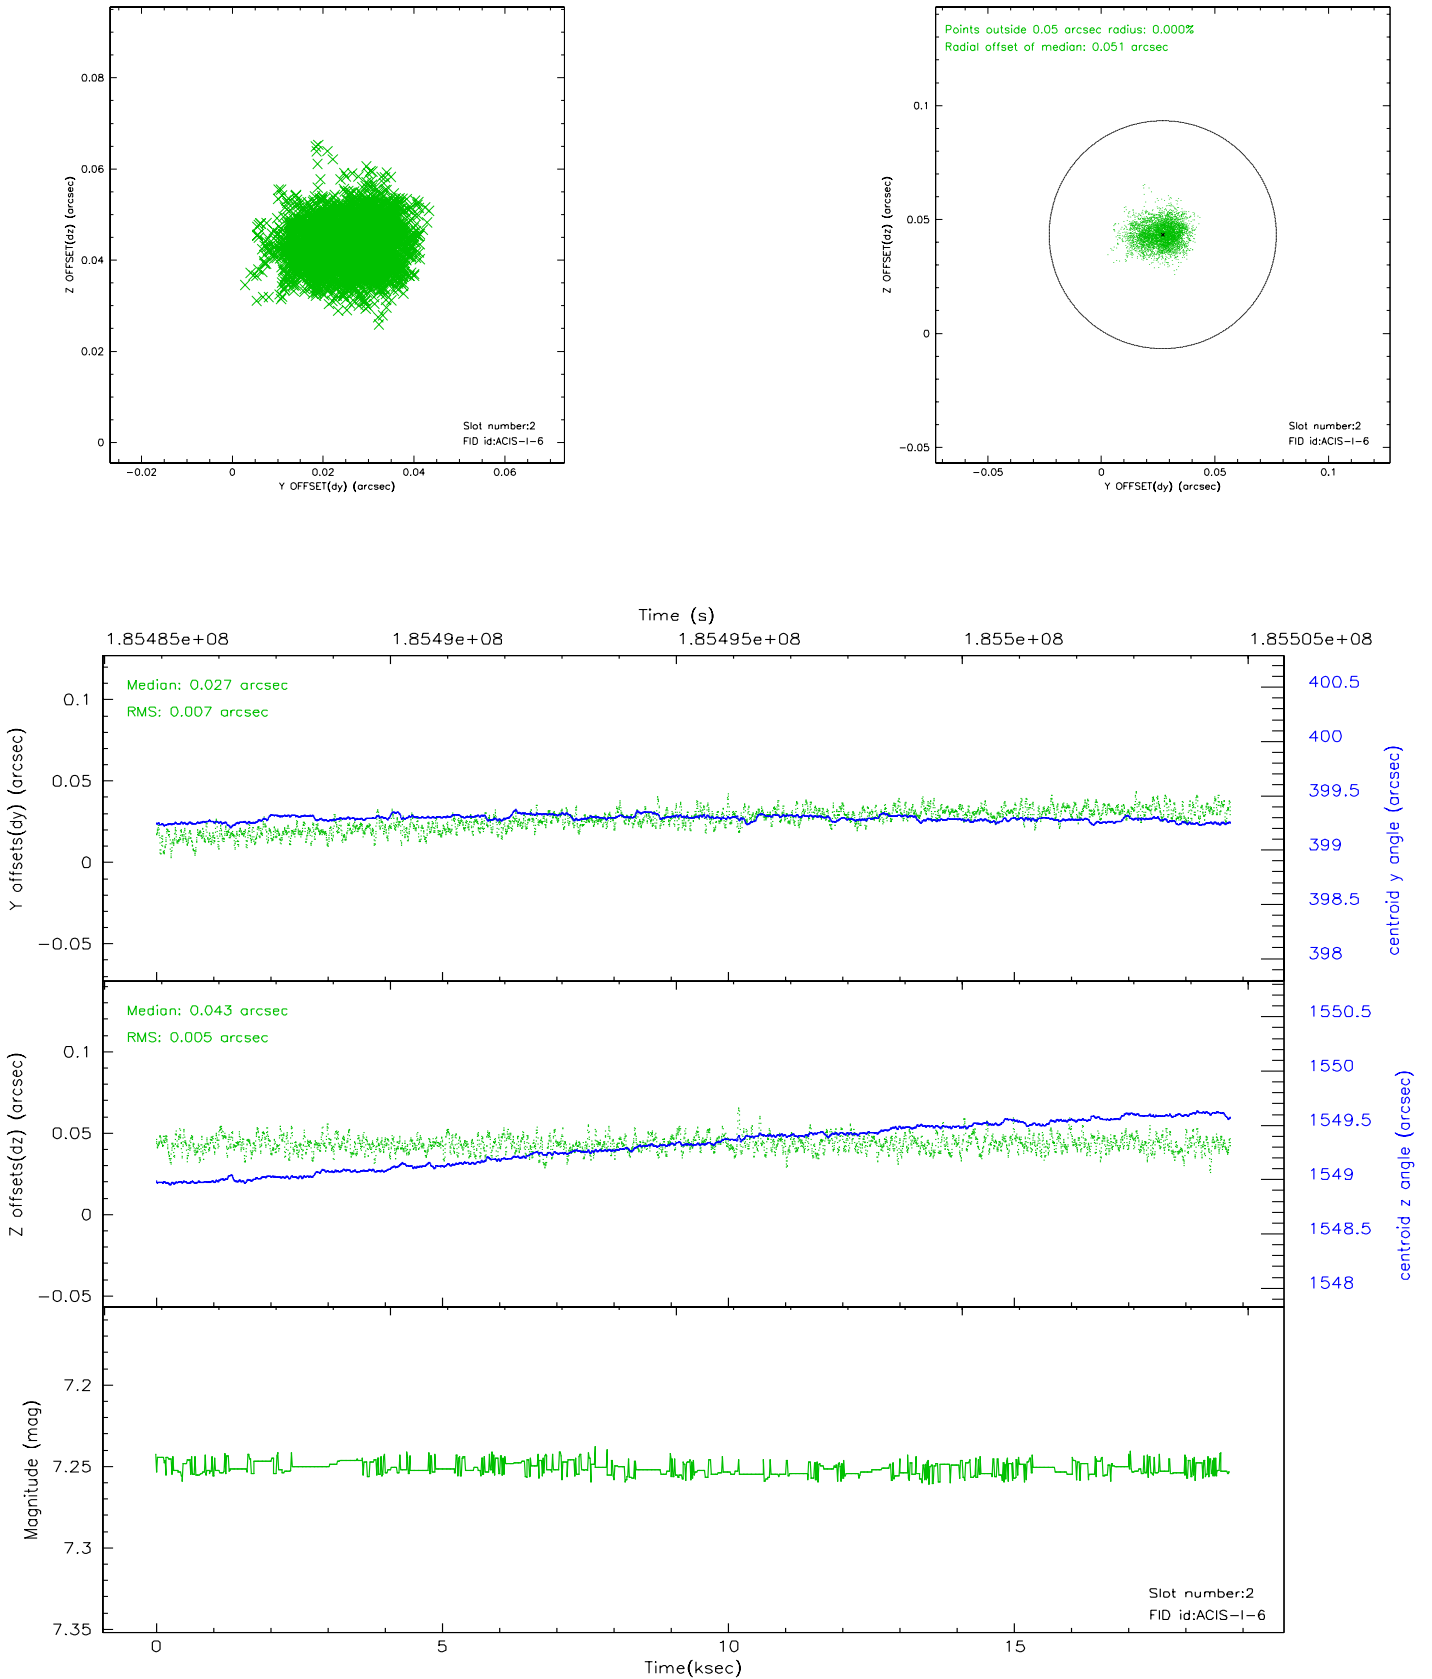 0.08
0.06
0.04
0.02
0
Z OFFSET(dz) (arcsec)
Slot number:2
FID id:ACIS-I-6
-0.02 0 0.02 0.04 0.06
Y OFFSET(dy) (arcsec)
Points outside 0.05 arcsec radius: 0.000%
Radial offset of median: 0.051 arcsec
0.1
0.05
0
-0.05
Z OFFSET(dz) (arcsec)
Slot number:2
FID id:ACIS-I-6
-0.05 0 0.05 0.1
Y OFFSET(dy) (arcsec)
Time (s)
1.85485e+08 1.8549e+08 1.85495e+08 1.855e+08 1.85505e+08
Median: 0.027 arcsec
RMS: 0.007 arcsec
0.1
0.05
0
-0.05
Y offsets(dy) (arcsec)
400.5
400
399.5
399
398.5
398
centroid y angle (arcsec)
Median: 0.043 arcsec
RMS: 0.005 arcsec
0.1
0.05
0
-0.05
Z offsets(dz) (arcsec)
1550.5
1550
1549.5
1549
1548.5
1548
centroid z angle (arcsec)
7.2
7.25
7.3
7.35
Magnitude (mag)
Slot number:2
FID id:ACIS-I-6
0 5 10 15
Time(ksec)